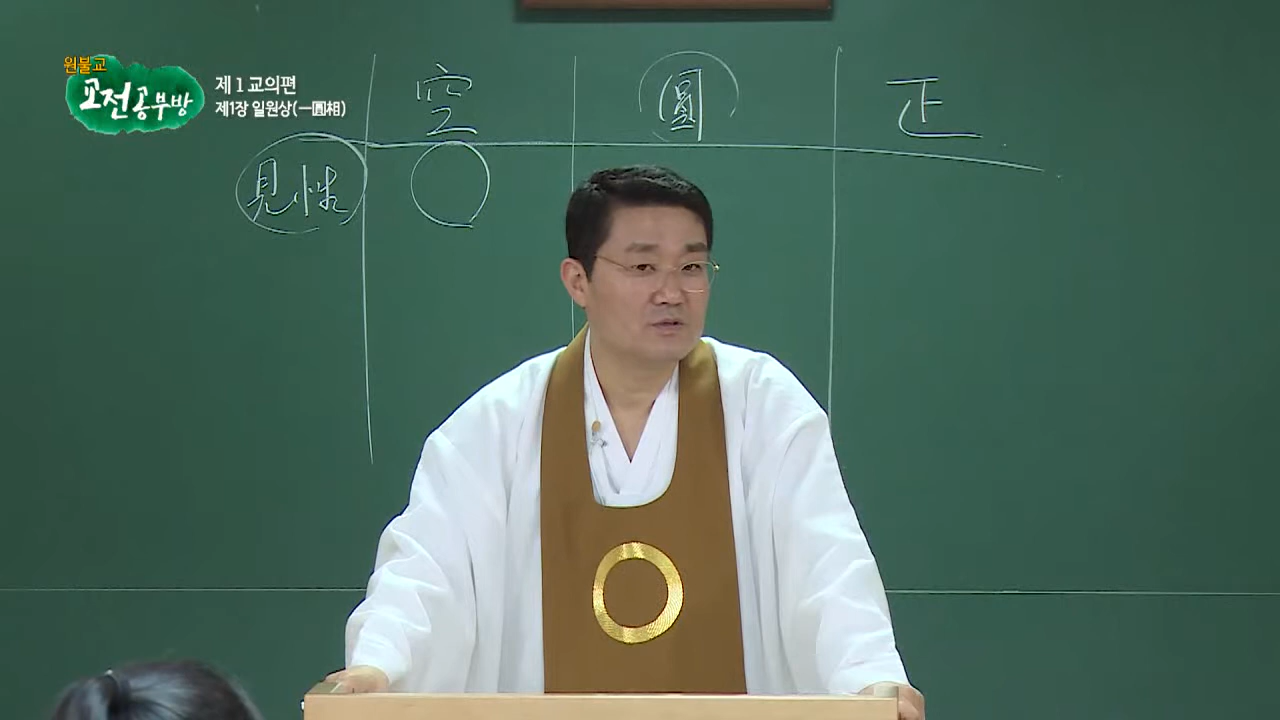 원불교
교전공부방
제1교의편
제1장 일원상(一圓相)
空 圓 正
見性